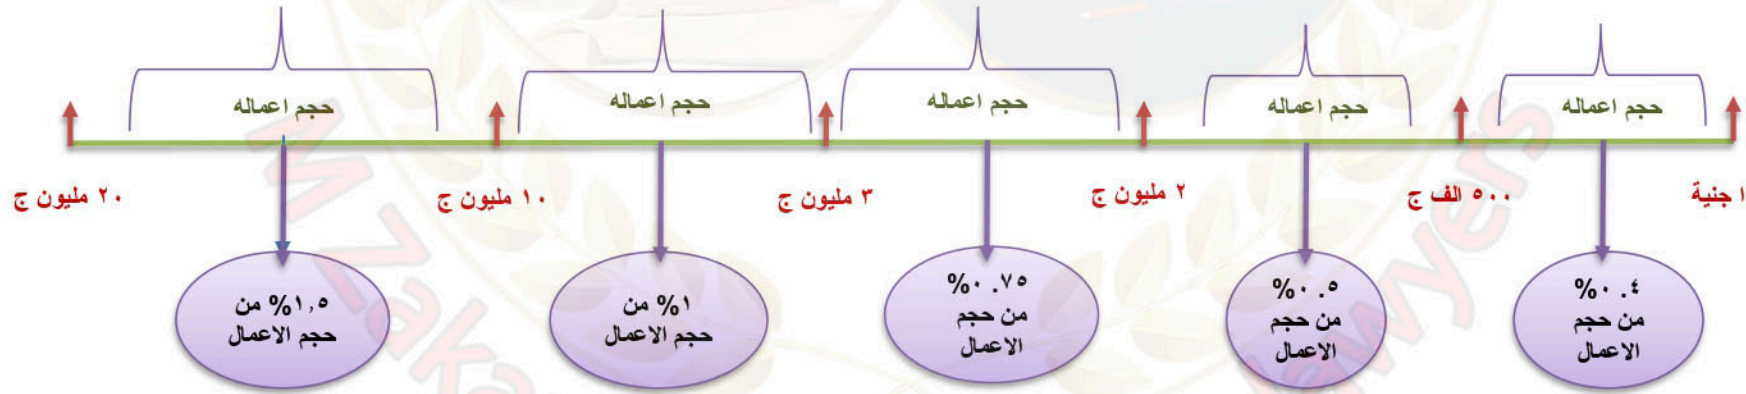 حجم اعماله
حجم اعماله
حجم اعماله
حجم اعماله
حجم اعماله
١ جنية
٥٠٠ الف ج
٢ مليون ج
٣ مليون ج
١٠ مليون ج
٢٠ مليون ج
٠.٤%
من حجم
الاعمال
٠.٥%
من حجم
الاعمال
٠.٧٥%
من حجم
الاعمال
١% من
حجم الاعمال
١,٥% من
حجم الاعمال
M Zaka
lawyers